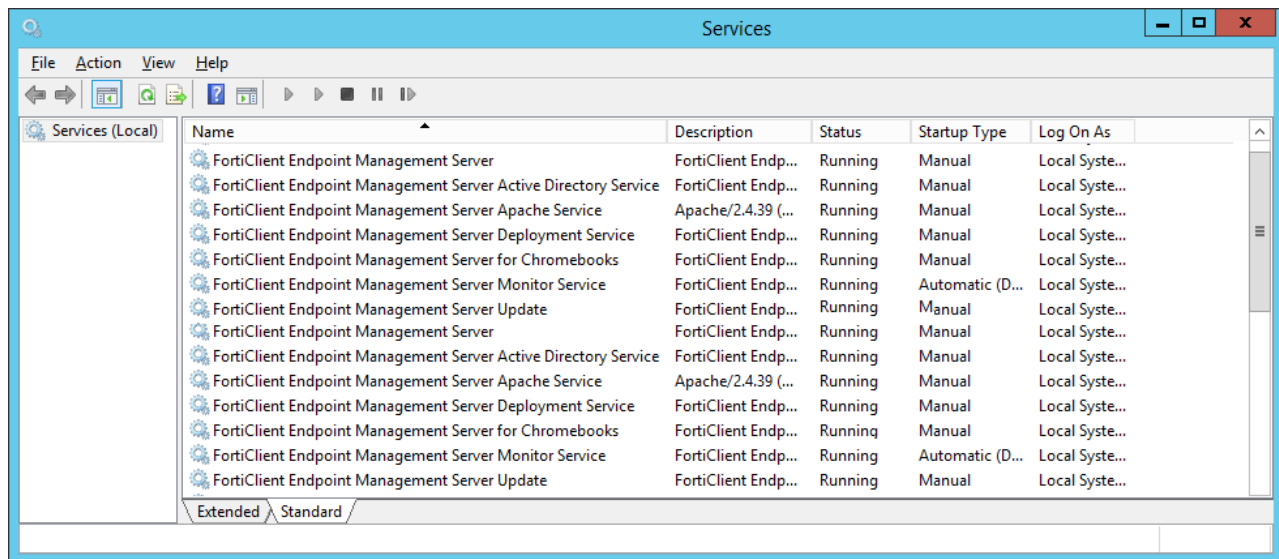 Services
File Action View Help
Services (Local)
Name Description Status Startup Type Log On As
FortiClient Endpoint Management Server FortiClient Endp... Running Manual Local Syste...
FortiClient Endpoint Management Server Active Directory Service FortiClient Endp... Running Manual Local Syste...
FortiClient Endpoint Management Server Apache Service Apache/2.4.39 (... Running Manual Local Syste...
FortiClient Endpoint Management Server Deployment Service FortiClient Endp... Running Manual Local Syste...
FortiClient Endpoint Management Server for Chromebooks FortiClient Endp... Running Manual Local Syste...
FortiClient Endpoint Management Server Monitor Service FortiClient Endp... Running Automatic (D... Local Syste...
FortiClient Endpoint Management Server Update FortiClient Endp... Running Manual Local Syste...
FortiClient Endpoint Management Server FortiClient Endp... Running Manual Local Syste...
FortiClient Endpoint Management Server Active Directory Service FortiClient Endp... Running Manual Local Syste...
FortiClient Endpoint Management Server Apache Service Apache/2.4.39 (... Running Manual Local Syste...
FortiClient Endpoint Management Server Deployment Service FortiClient Endp... Running Manual Local Syste...
FortiClient Endpoint Management Server for Chromebooks FortiClient Endp... Running Manual Local Syste...
FortiClient Endpoint Management Server Monitor Service FortiClient Endp... Running Automatic (D... Local Syste...
FortiClient Endpoint Management Server Update FortiClient Endp... Running Manual Local Syste...
Extended Standard